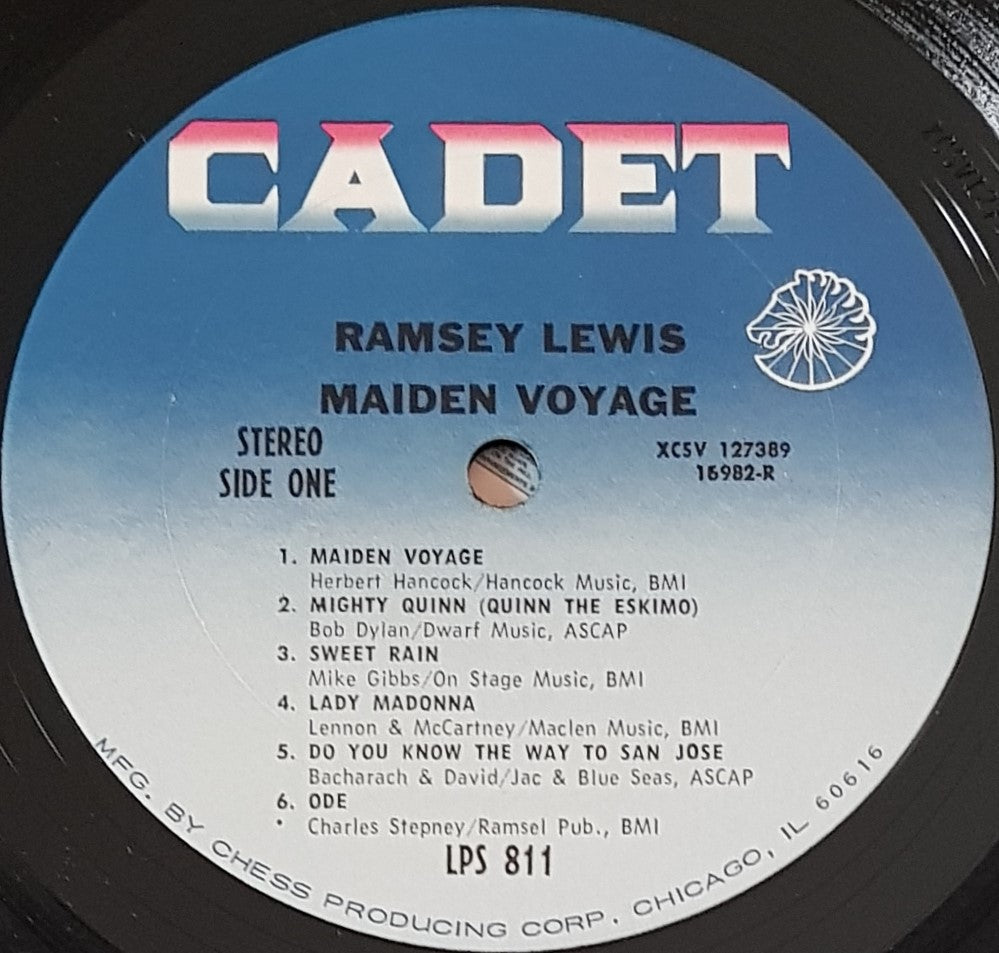 CADET
RAMSEY LEWIS
MAIDEN VOYAGE
STEREO
SIDE ONE
XCSV 127389
16982-R
1. MAIDEN VOYAGE
Herbert Hancock/Hancock Music, BMI
2. MIGHTY QUINN (QUINN THE ESKIMO)
Bob Dylan/Dwarf Music, ASCAP
3. SWEET RAIN
Mike Gibbs/On Stage Music, BMI
4. LADY MADONNA
Lennon & McCartney/Maclen Music, BMI
5. DO YOU KNOW THE WAY TO SAN JOSE
Bacharach & David/Jac & Blue Seas, ASCAP
6. ODE
Charles Stepney/Ramsel Pub., BMI
LPS 811
MFG. BY CHESS PRODUCING CORP. CHICAGO, IL 60616